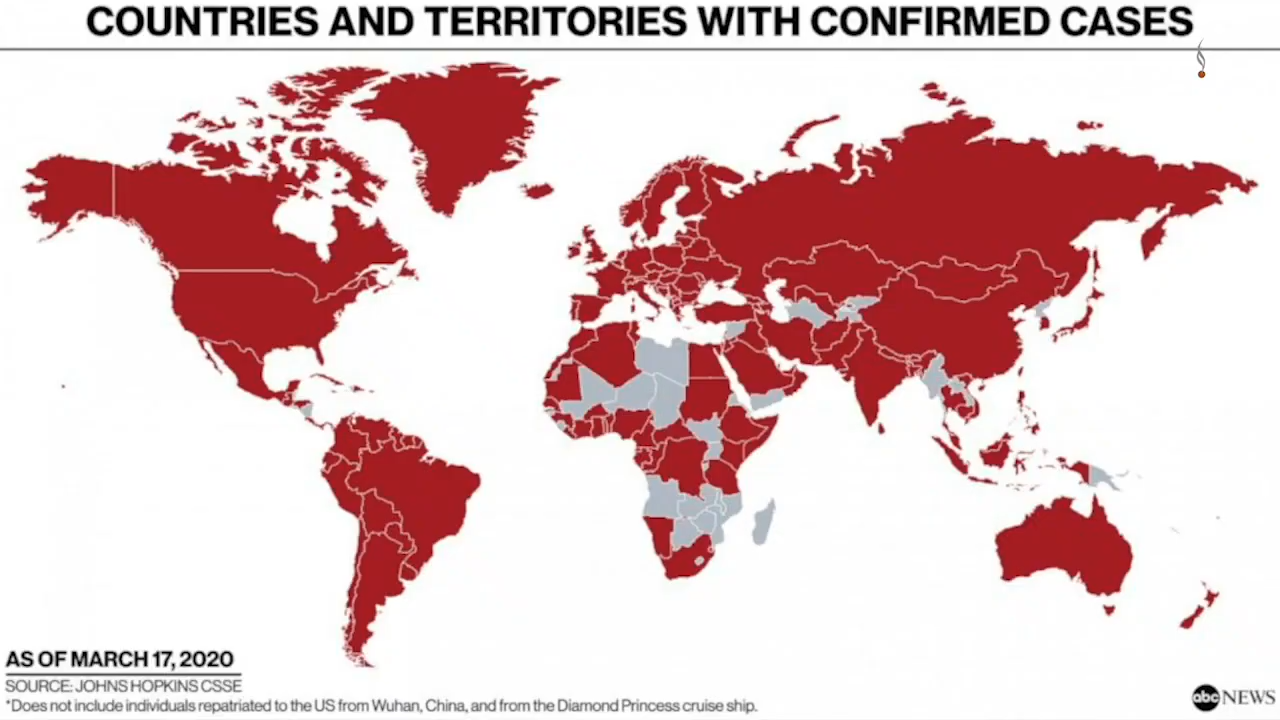 COUNTRIES AND TERRITORIES WITH CONFIRMED CASES
AS OF MARCH 17, 2020
SOURCE: JOHNS HOPKINS CSSE
*Does not include individuals repatriated to the US from Wuhan, China, and from the Diamond Princess cruise ship.
abc NEWS